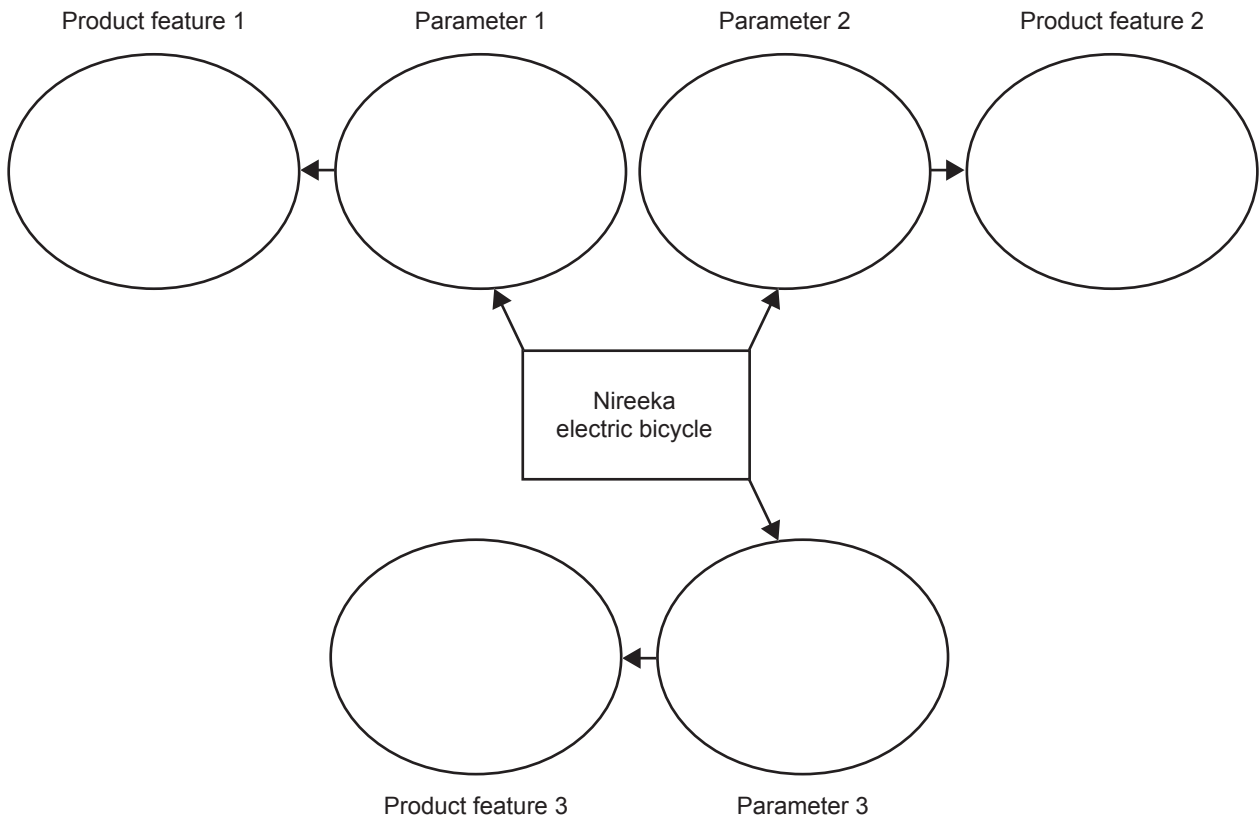 Product feature 1
Parameter 1
Parameter 2
Product feature 2
Nireeka
electric bicycle
Product feature 3
Parameter 3